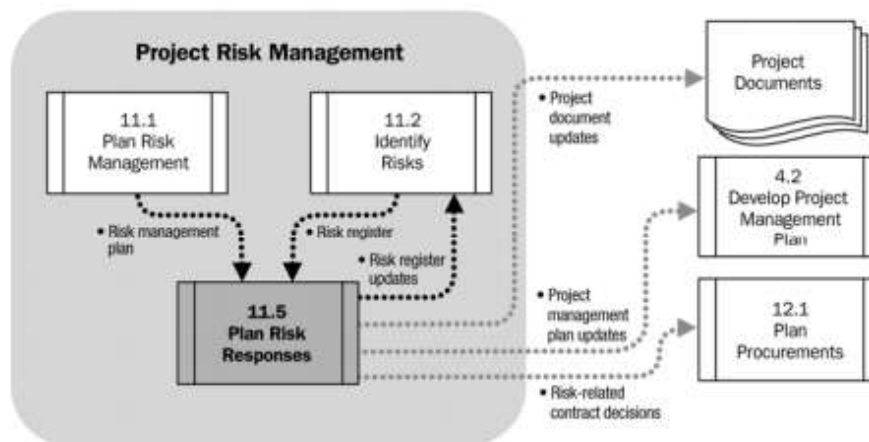 Project Risk Management
11.1
Plan Risk
Management
11.2
Identify
Risks
• Risk management
plan
• Risk register
• Risk register
updates
11.5
Plan Risk
Responses
• Project
document
updates
• Project
management
plan updates
• Risk-related
contract decisions
Project
Documents
4.2
Develop Project
Management
Plan
12.1
Plan
Procurements